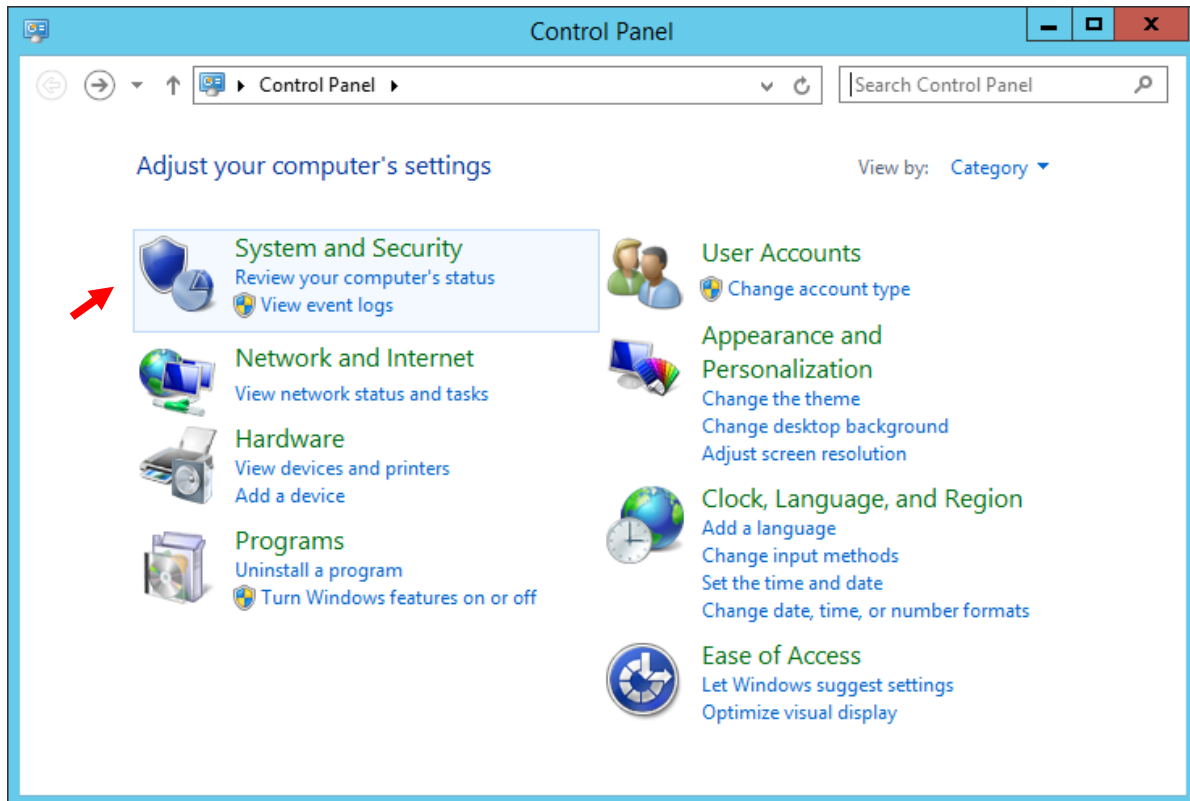 Control Panel
Control Panel
Search Control Panel
Adjust your computer's settings
View by: Category
System and Security
Review your computer's status
View event logs
Network and Internet
View network status and tasks
Hardware
View devices and printers
Add a device
Programs
Uninstall a program
Turn Windows features on or off
User Accounts
Change account type
Appearance and
Personalization
Change the theme
Change desktop background
Adjust screen resolution
Clock, Language, and Region
Add a language
Change input methods
Set the time and date
Change date, time, or number formats
Ease of Access
Let Windows suggest settings
Optimize visual display